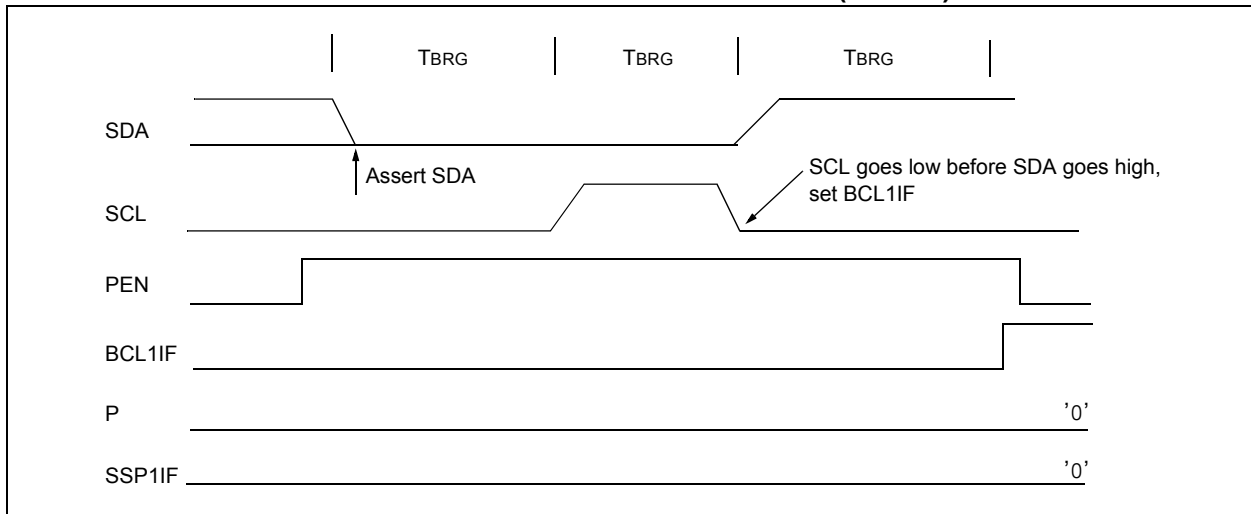 TBRG TBRG TBRG
SDA
Assert SDA
SCL goes low before SDA goes high,
set BCL1IF
SCL
PEN
BCL1IF
P
'0'
SSP1IF
'0'